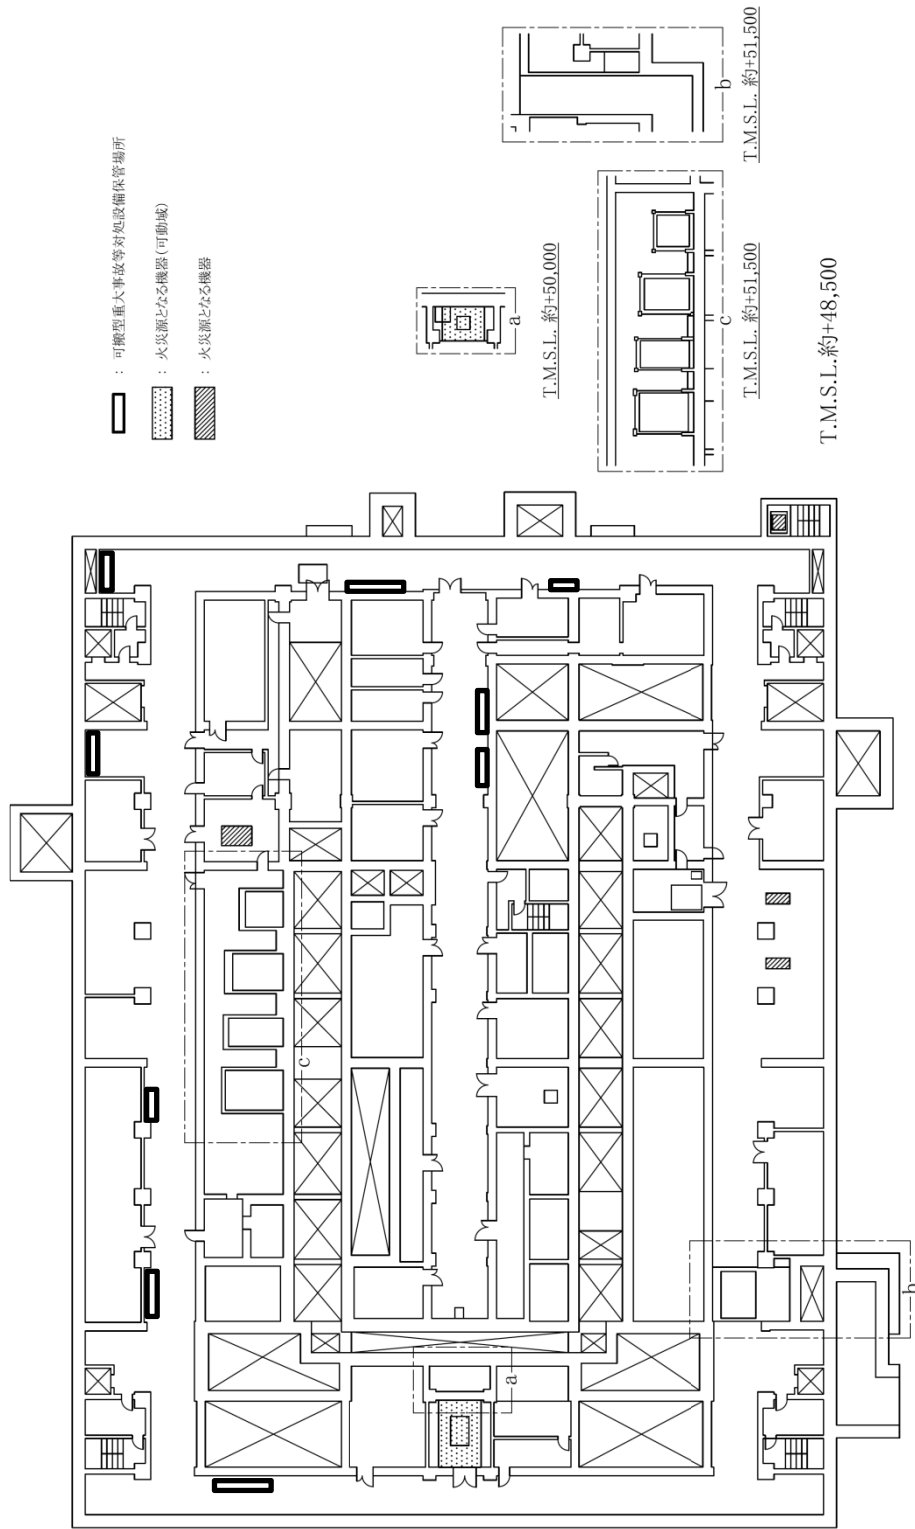 ： 可搬型重大事故等対処設備保管場所
： 火災源となる機器(可動域)
： 火災源となる機器
a
T.M.S.L. 約+50,000
b
T.M.S.L. 約+51,500
c
T.M.S.L. 約+51,500
T.M.S.L.約+48,500
c
a
b